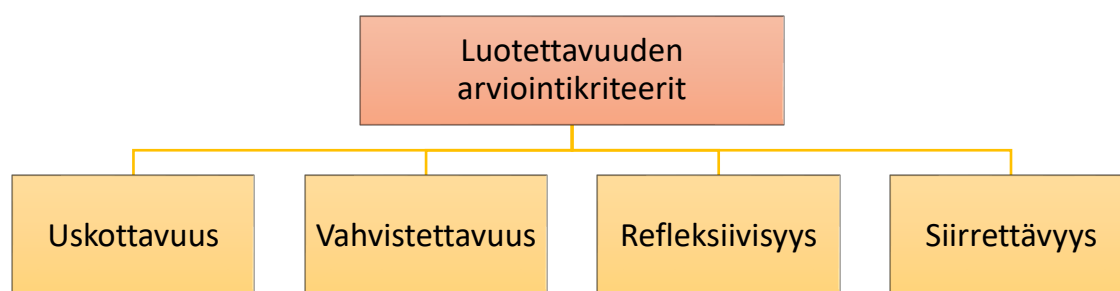 Luotettavuuden
arviointikriteerit
Uskottavuus
Vahvistettavuus
Refleksiivisyys
Siirrettävyys